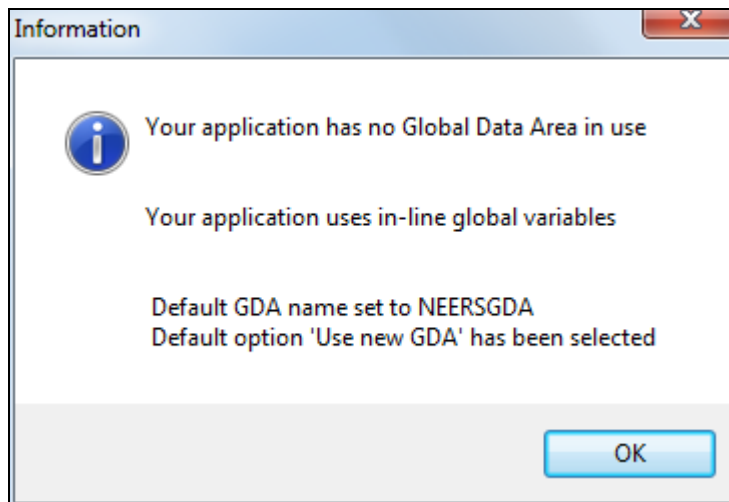 Information
Your application has no Global Data Area in use
Your application uses in-line global variables
Default GDA name set to NEERSGDA
Default option 'Use new GDA' has been selected
OK